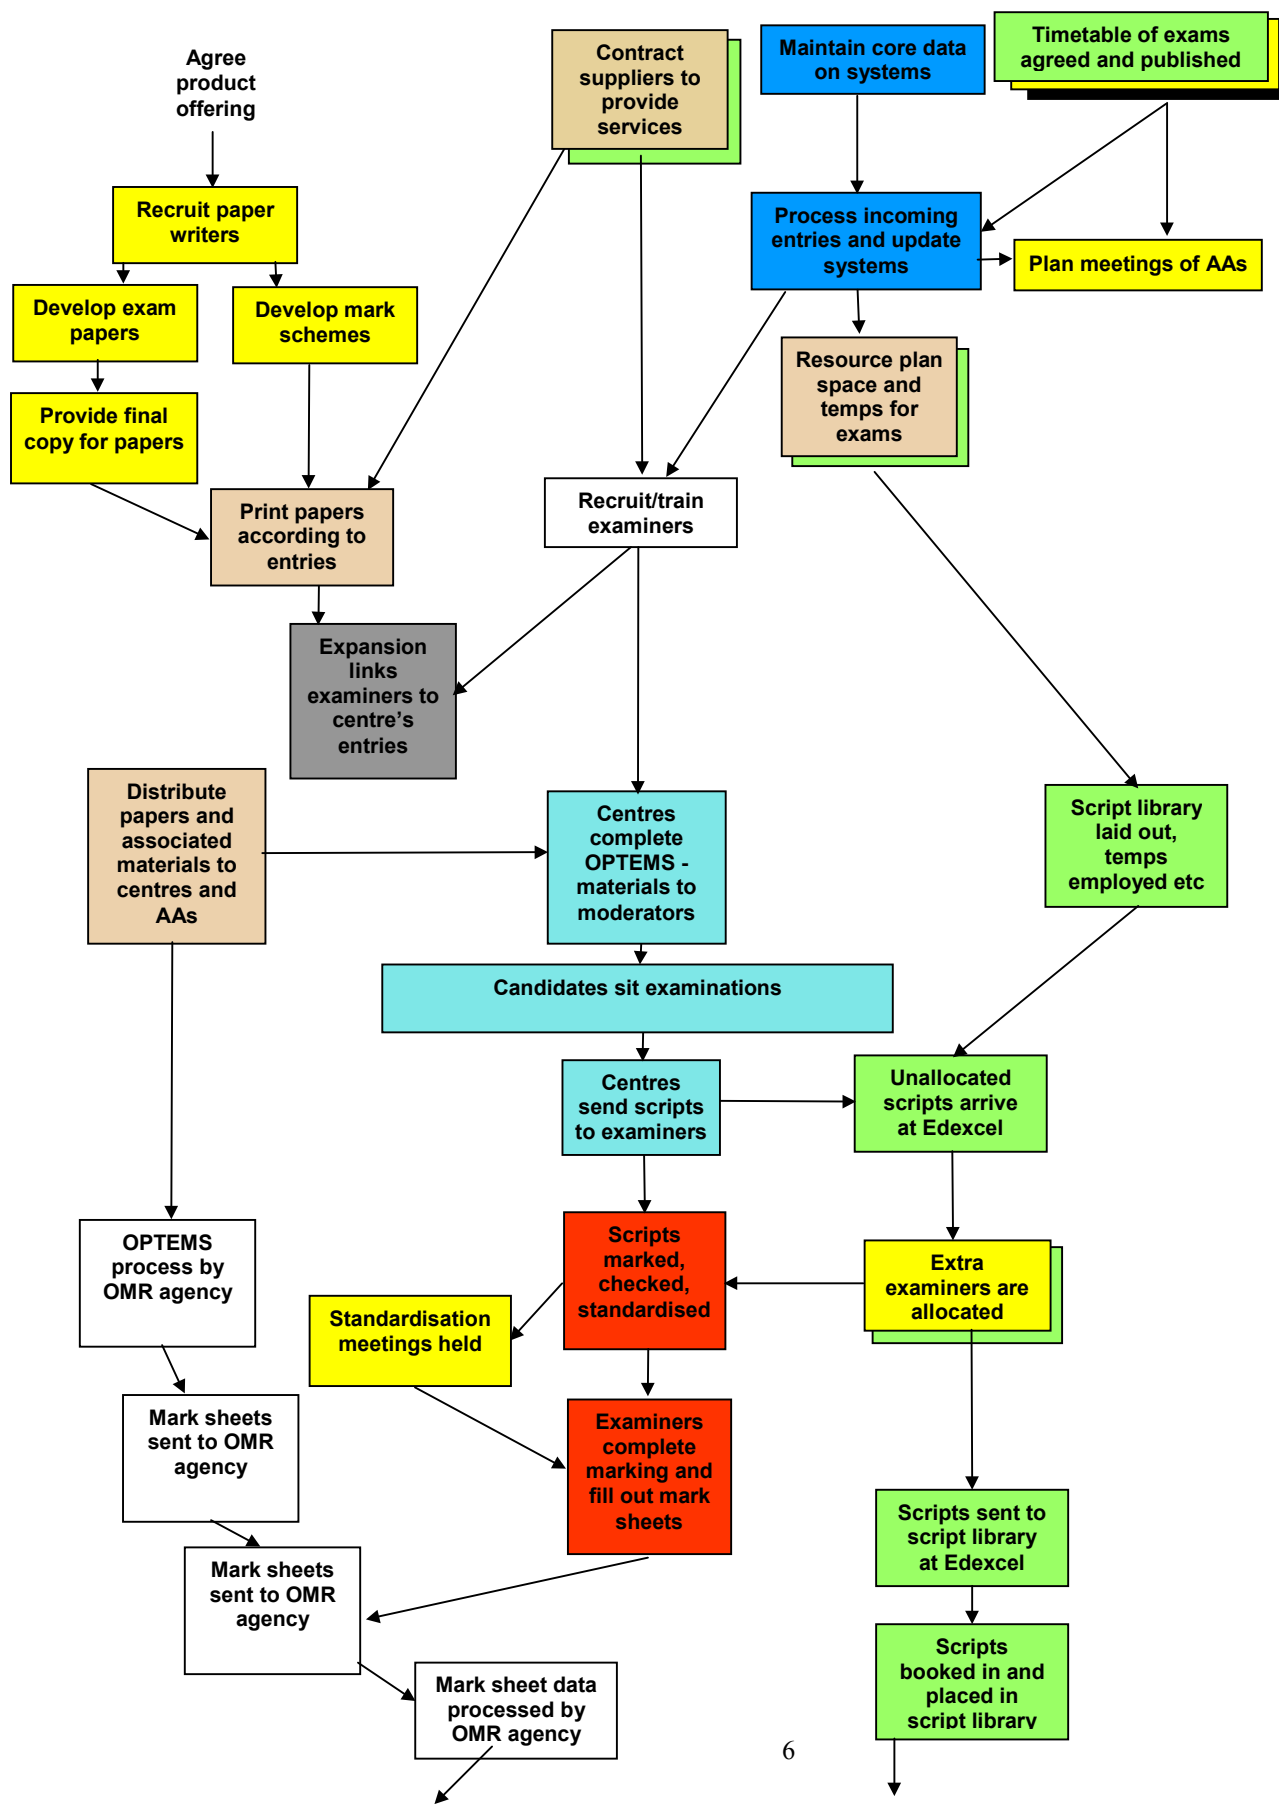 Agree
product
offering
Contract
suppliers to
provide
services
Maintain core data
on systems
Timetable of exams
agreed and published
Recruit paper
writers
Process incoming
entries and update
systems
Plan meetings of AAs
Develop exam
papers
Develop mark
schemes
Resource plan
space and
temps for
exams
Provide final
copy for papers
Print papers
according to
entries
Recruit/train
examiners
Expansion
links
examiners to
centre's
entries
Distribute
papers and
associated
materials to
centres and
AAs
Centres
complete
OPTEMS -
materials to
moderators
Script library
laid out,
temps
employed etc
Candidates sit examinations
Centres
send scripts
to examiners
Unallocated
scripts arrive
at Edexcel
OPTEMS
process by
OMR agency
Scripts
marked,
checked,
standardised
Extra
examiners are
allocated
Standardisation
meetings held
Mark sheets
sent to OMR
agency
Examiners
complete
marking and
fill out mark
sheets
Scripts sent to
script library
at Edexcel
Mark sheets
sent to OMR
agency
Scripts
booked in and
placed in
script library
Mark sheet data
processed by
OMR agency
6